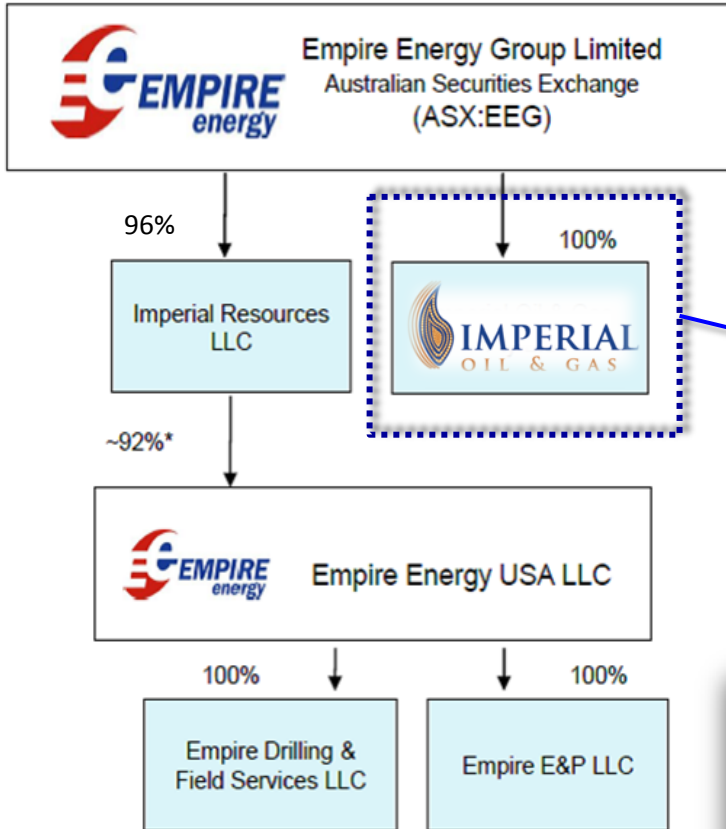 EMPIRE
energy
Empire Energy Group Limited
Australian Securities Exchange
(ASX:EEG)
96%
100%
Imperial Resources
LLC
IMPERIAL
OIL & GAS
~92%*
EMPIRE
energy
Empire Energy USA LLC
100%
100%
Empire Drilling &
Field Services LLC
Empire E&P LLC